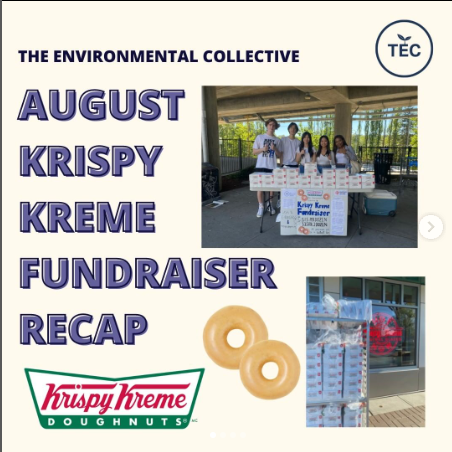 THE ENVIRONMENTAL COLLECTIVE
TEC
AUGUST
KRISPY
KREME
FUNDRAISER
RECAP
Krispy Kreme
Fundraiser
Krispy Kreme
DOUGHNUTS